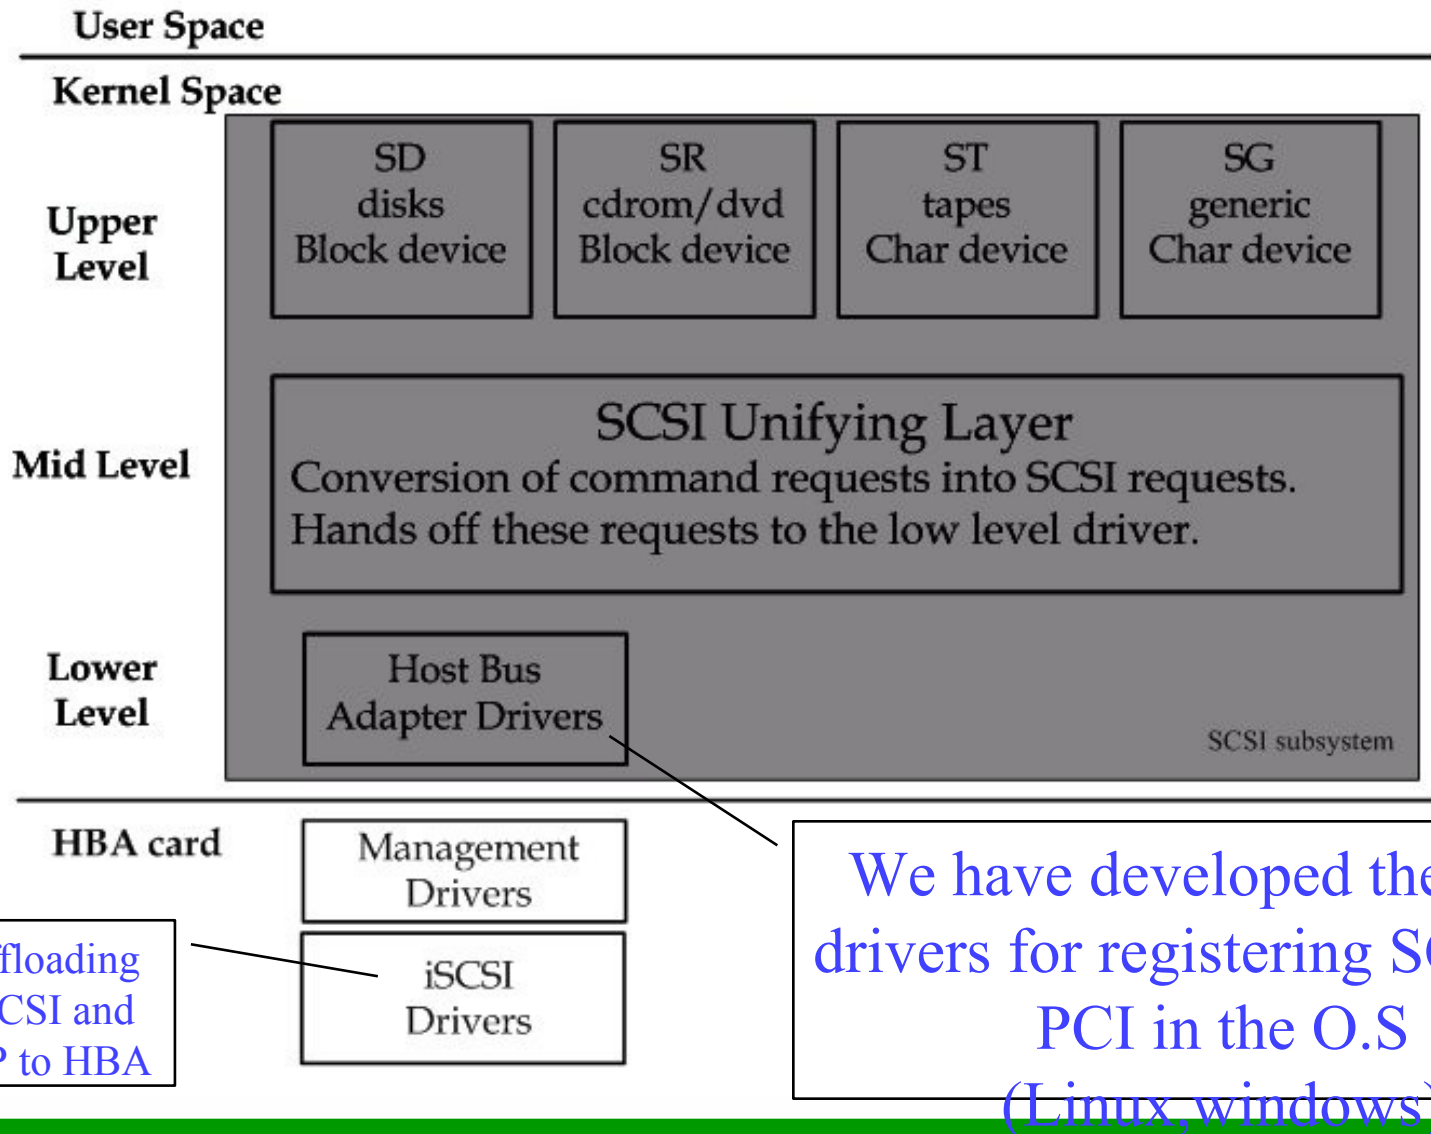 User Space
Kernel Space
Upper
Level
SD
disks
Block device
SR
cdrom/dvd
Block device
ST
tapes
Char device
SG
generic
Char device
Mid Level
SCSI Unifying Layer
Conversion of command requests into SCSI requests.
Hands off these requests to the low level driver.
Lower
Level
Host Bus
Adapter Drivers
SCSI subsystem
HBA card
Management
Drivers
iSCSI
Drivers
and
to HBA
We have developed
drivers for registering
PCI in the O.S
(Linux,windows)